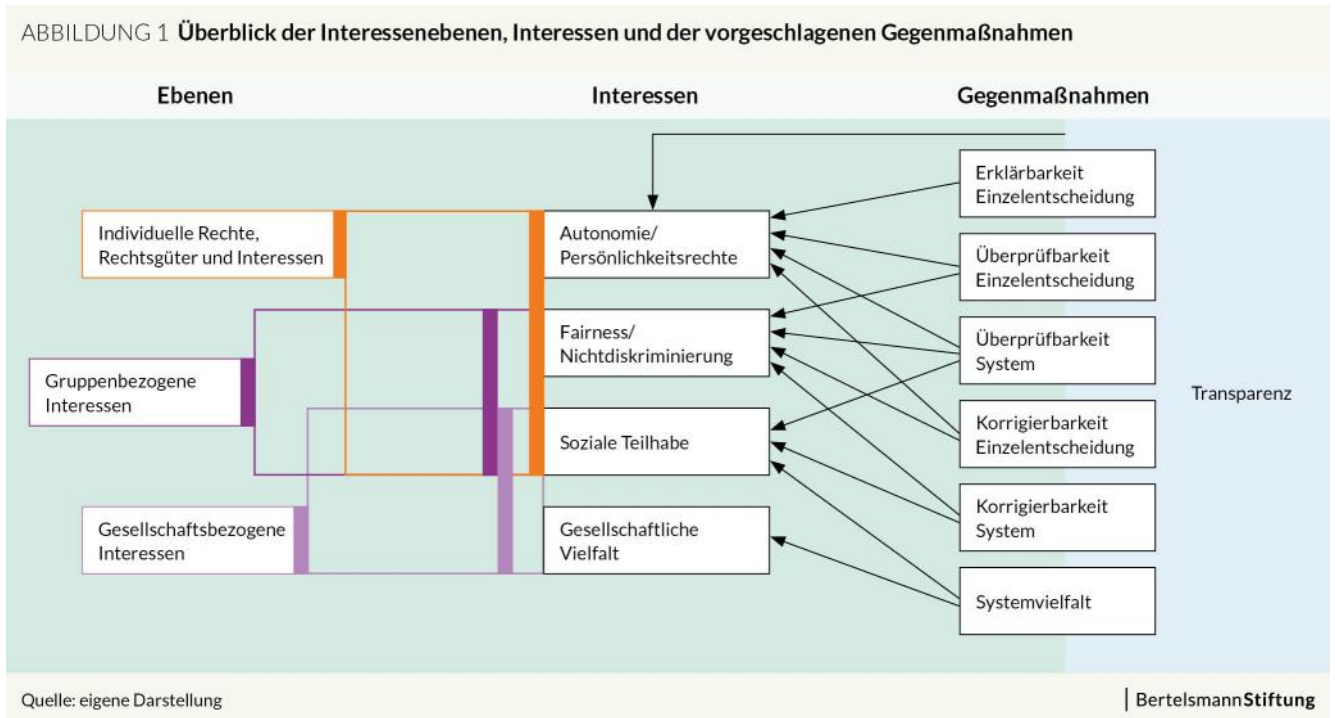 ABBILDUNG 1 Überblick der Interessenebenen, Interessen und der vorgeschlagenen Gegenmaßnahmen
Ebenen
Interessen
Gegenmaßnahmen
Individuelle Rechte,
Rechtsgüter und Interessen
Gruppenbezogene
Interessen
Gesellschaftsbezogene
Interessen
Autonomie/
Persönlichkeitsrechte
Fairness/
Nichtdiskriminierung
Soziale Teilhabe
Gesellschaftliche
Vielfalt
Erklärbarkeit
Einzelentscheidung
Überprüfbarkeit
Einzelentscheidung
Überprüfbarkeit
System
Korrigierbarkeit
Einzelentscheidung
Korrigierbarkeit
System
Systemvielfalt
Transparenz
Quelle: eigene Darstellung
BertelsmannStiftung